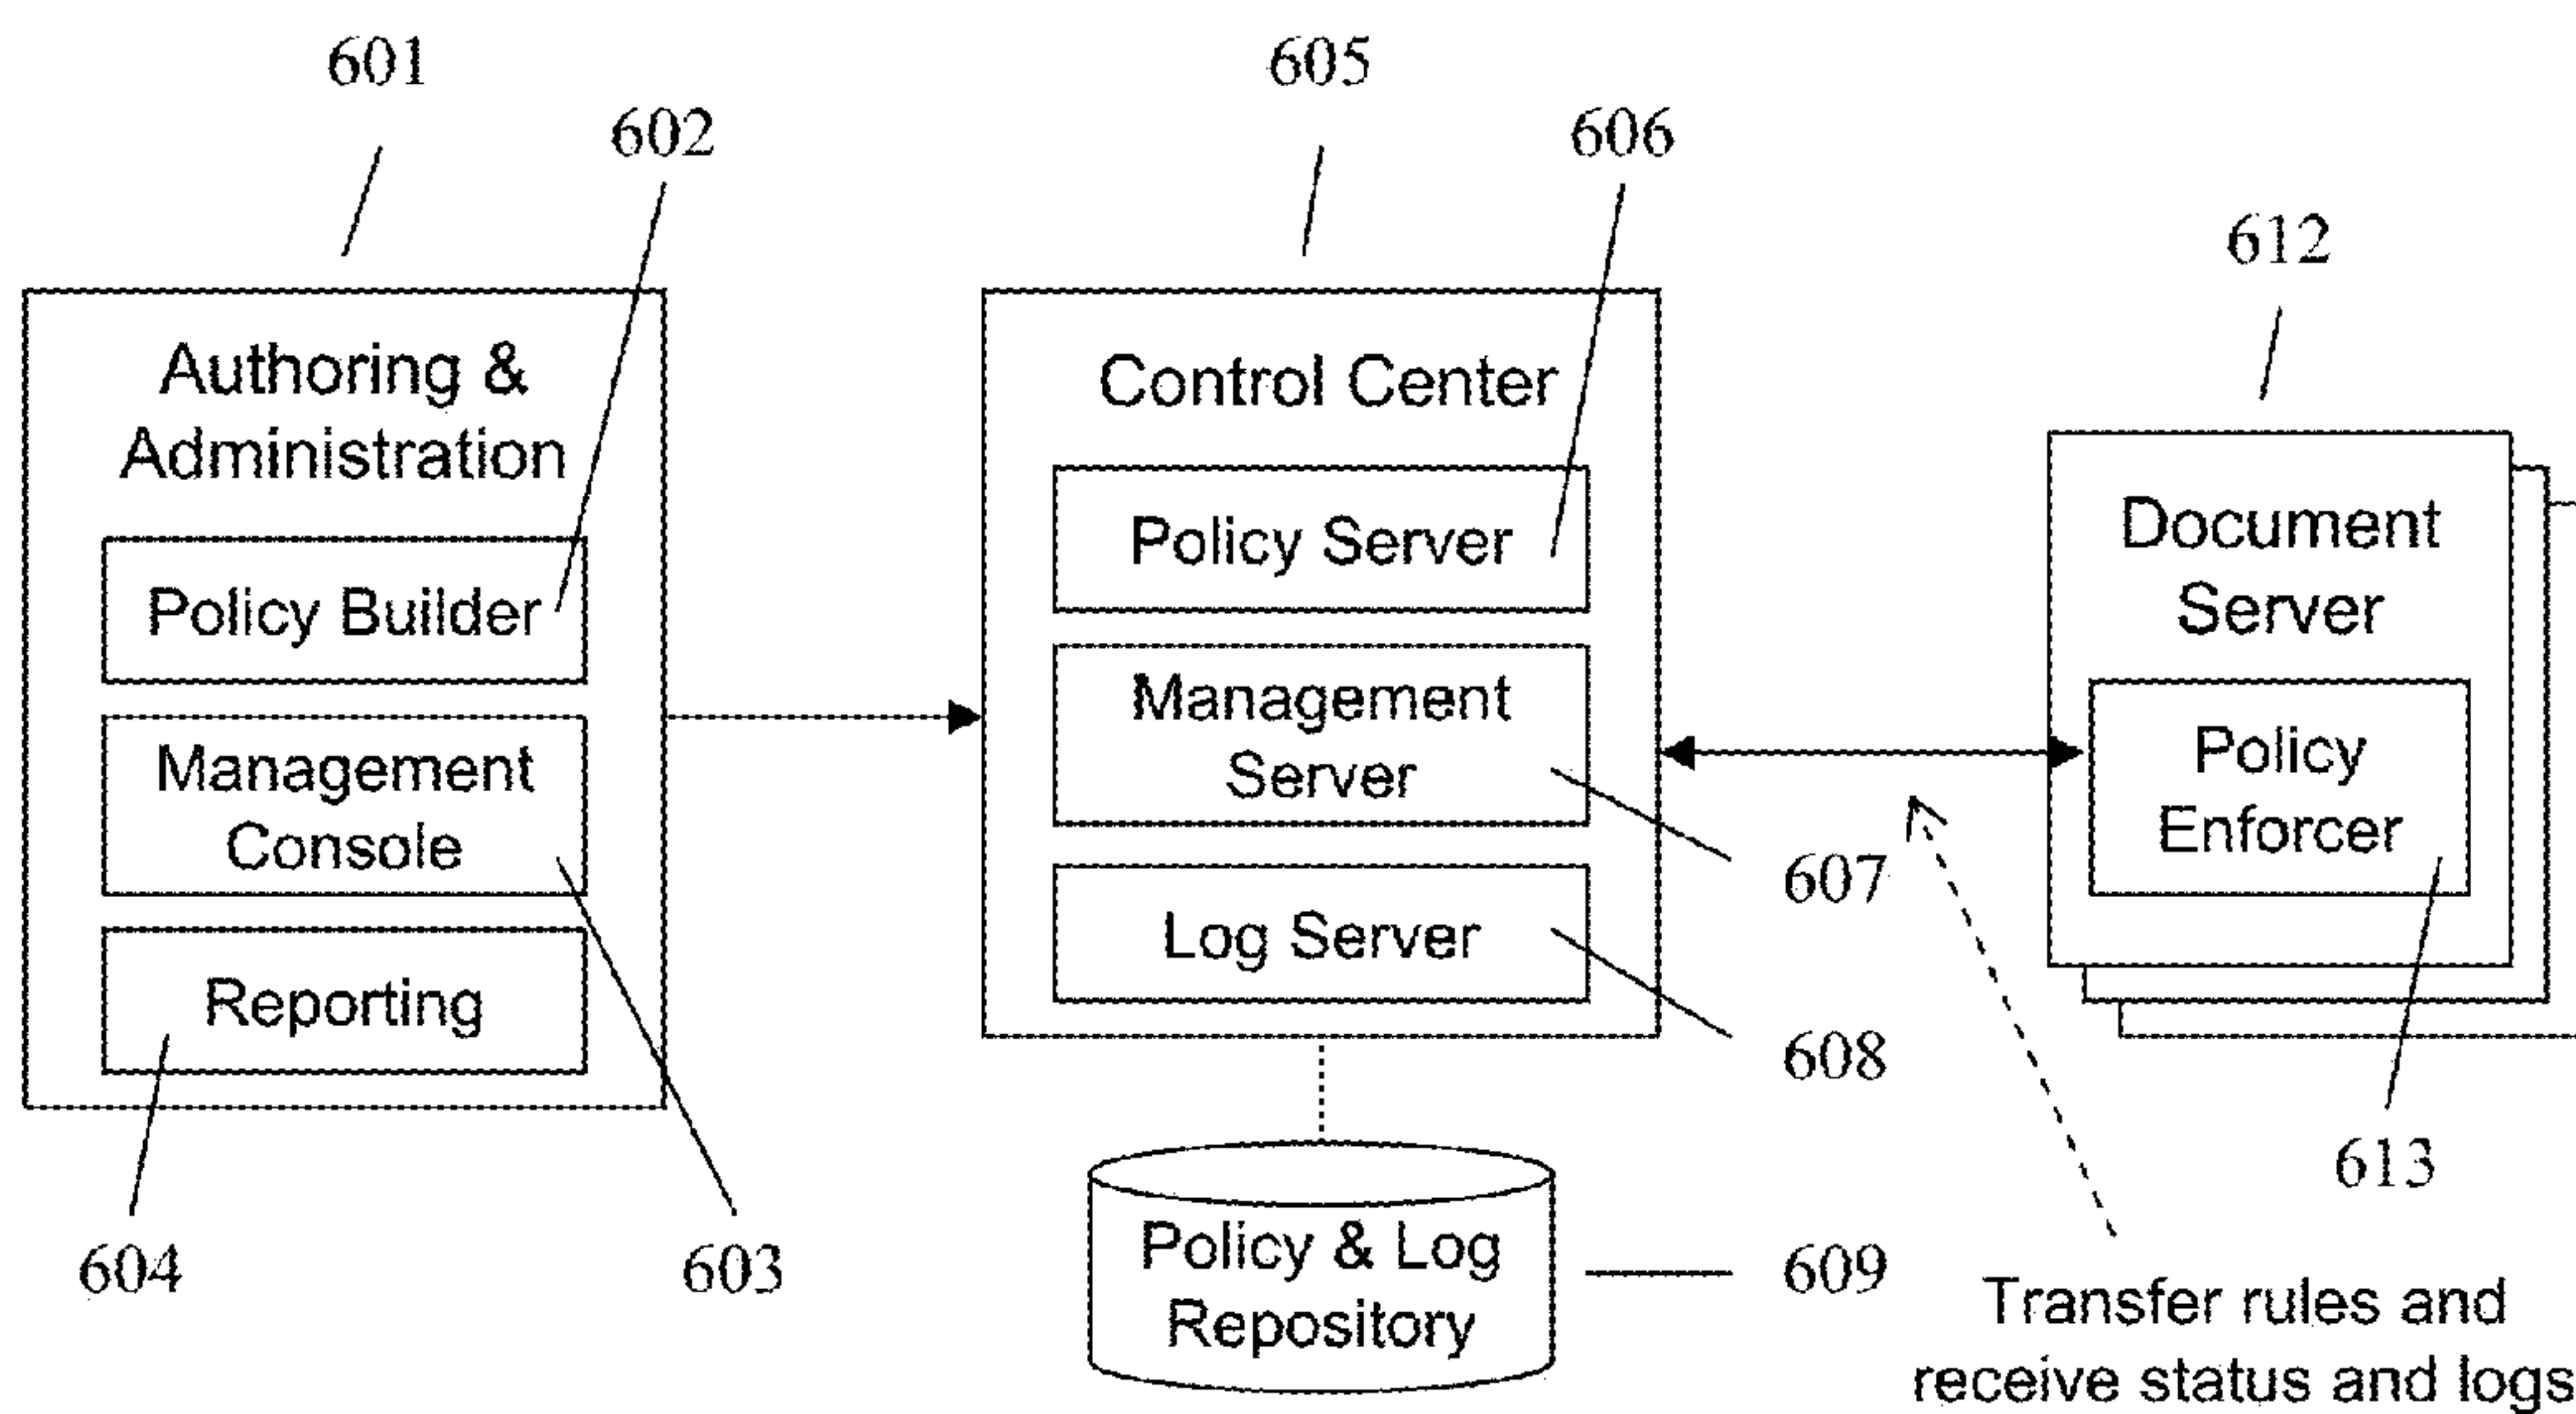 601
602
Authoring &
Administration
Policy Builder
Management
Console
Reporting
604
603
605
606
Control Center
Policy Server
Management
Server
Log Server
607
608
Policy & Log
Repository
609
612
Document
Server
Policy
Enforcer
613
Transfer rules and
receive status and logs